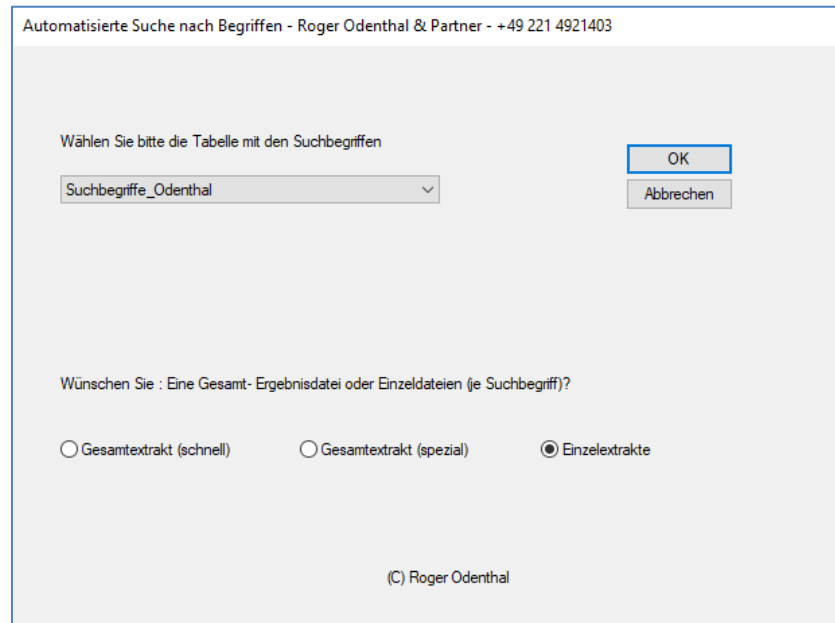 Automatisierte Suche nach Begriffen - Roger Odenthal & Partner - +49 221 4921403
Wählen Sie bitte die Tabelle mit den Suchbegriffen
OK
Suchbegriffe_Odenthal
Abbrechen
Wünschen Sie : Eine Gesamt- Ergebnisdatei oder Einzeldateien (je Suchbegriff)?
Gesamtextrakt (schnell) Gesamtextrakt (spezial) Einzelextrakte
(C) Roger Odenthal